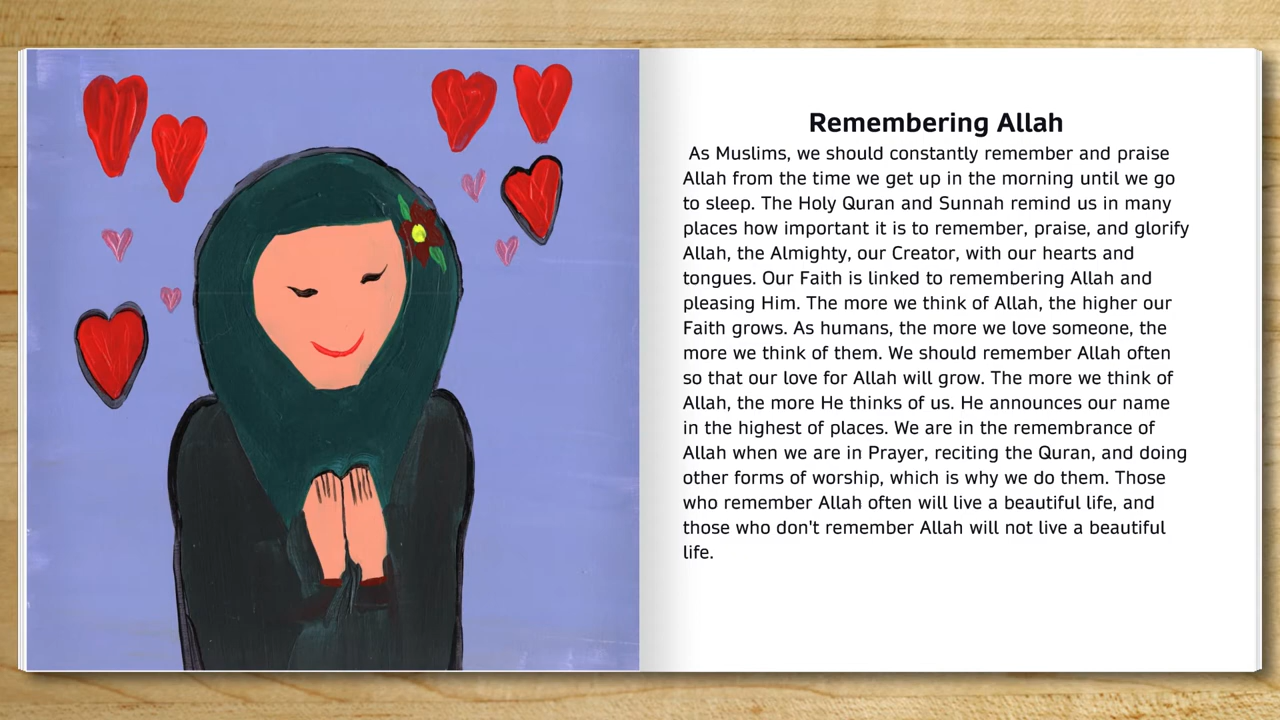 Remembering Allah
As Muslims, we should constantly remember and praise
Allah from the time we get up in the morning until we go
to sleep. The Holy Quran and Sunnah remind us in many
places how important it is to remember, praise, and glorify
Allah, the Almighty, our Creator, with our hearts and
tongues. Our Faith is linked to remembering Allah and
pleasing Him. The more we think of Allah, the higher our
Faith grows. As humans, the more we love someone, the
more we think of them. We should remember Allah often
so that our love for Allah will grow. The more we think of
Allah, the more He thinks of us. He announces our name
in the highest of places. We are in the remembrance of
Allah when we are in Prayer, reciting the Quran, and doing
other forms of worship, which is why we do them. Those
who remember Allah often will live a beautiful life, and
those who don't remember Allah will not live a beautiful
life.